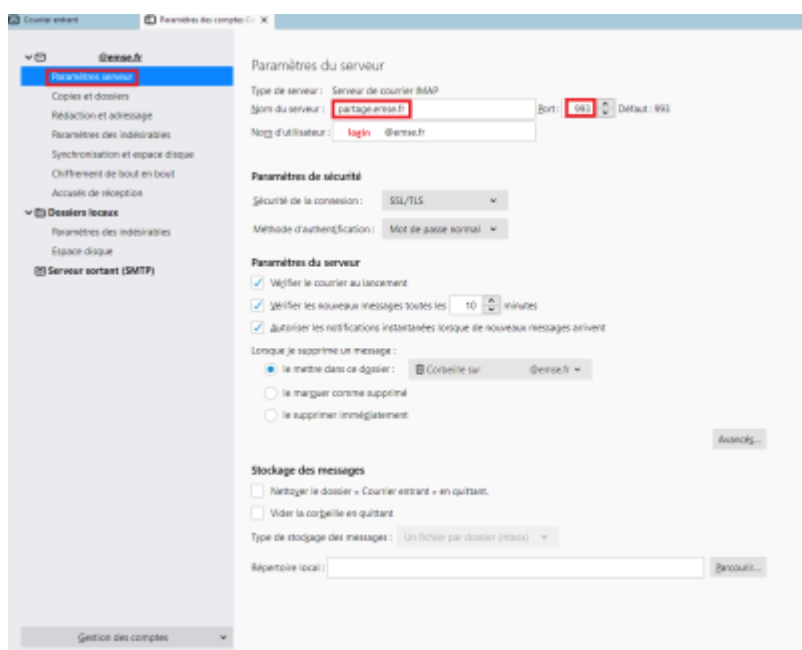 Courrier entrant
Paramètres des comptes Co
@emse.fr
Paramètres serveur
Copies et dossiers
Rédaction et adressage
Paramètres des indésirables
Synchronisation et espace disque
Chiffrement de bout en bout
Accusés de réception
Dossiers locaux
Paramètres des indésirables
Espace disque
Serveur sortant (SMTP)
Gestion des comptes
Paramètres du serveur
Type de serveur : Serveur de courrier IMAP
Nom du serveur : partage.emse.fr Port : 993 Défaut : 993
Nom d'utilisateur : login @emse.fr
Paramètres de sécurité
Sécurité de la connexion : SSL/TLS
Méthode d'authentification : Mot de passe normal
Paramètres du serveur
Vérifier le courrier au lancement
Vérifier les nouveaux messages toutes les 10 minutes
Autoriser les notifications instantanées lorsque de nouveaux messages arrivent
Lorsque je supprime un message :
le mettre dans ce dossier : Corbeille sur @emse.fr
le marquer comme supprimé
le supprimer immédiatement
Avancés...
Stockage des messages
Nettoyer le dossier « Courrier entrant » en quittant.
Vider la corbeille en quittant
Type de stockage des messages : Un fichier par dossier (mbox)
Répertoire local : Parcourir...